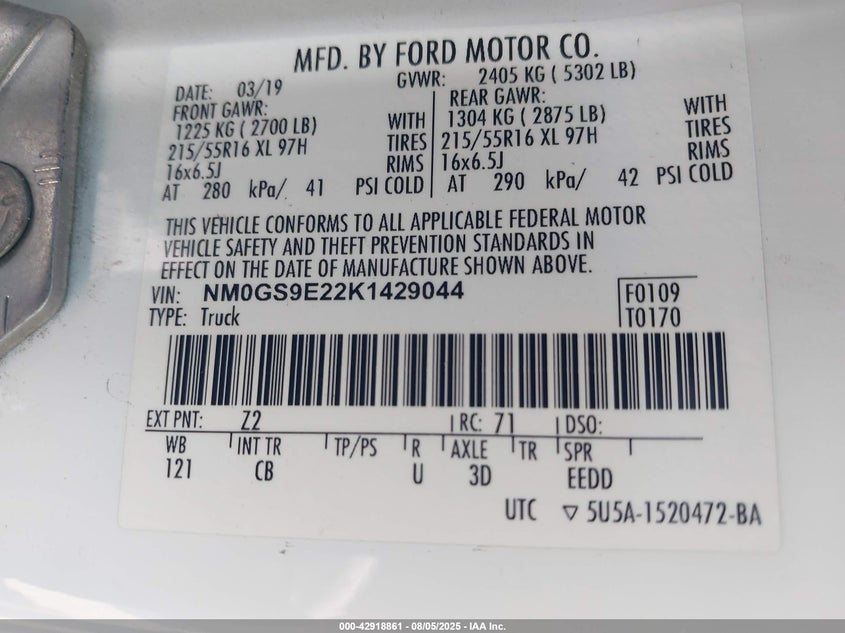 MFD. BY FORD MOTOR CO.
DATE: 03/19 GVWR: 2405 KG ( 5302 LB)
FRONT GAWR: REAR GAWR:
1225 KG ( 2700 LB) WITH 1304 KG ( 2875 LB) WITH
215/55R16 XL 97H TIRES 215/55R16 XL 97H TIRES
16x6.5J RIMS 16x6.5J RIMS
AT 280 kPa/ 41 PSI COLD AT 290 kPa/ 42 PSI COLD
THIS VEHICLE CONFORMS TO ALL APPLICABLE FEDERAL MOTOR
VEHICLE SAFETY AND THEFT PREVENTION STANDARDS IN
EFFECT ON THE DATE OF MANUFACTURE SHOWN ABOVE.
VIN: NM0GS9E22K1429044 F0109
TYPE: Truck T0170
EXT PNT: Z2 RC: 71 DSO:
WB INT TR TP/PS R AXLE TR SPR
121 CB U 3D EEDD
UTC ▽ 5U5A-1520472-BA
000-42918861 - 08/05/2025 - IAA Inc.